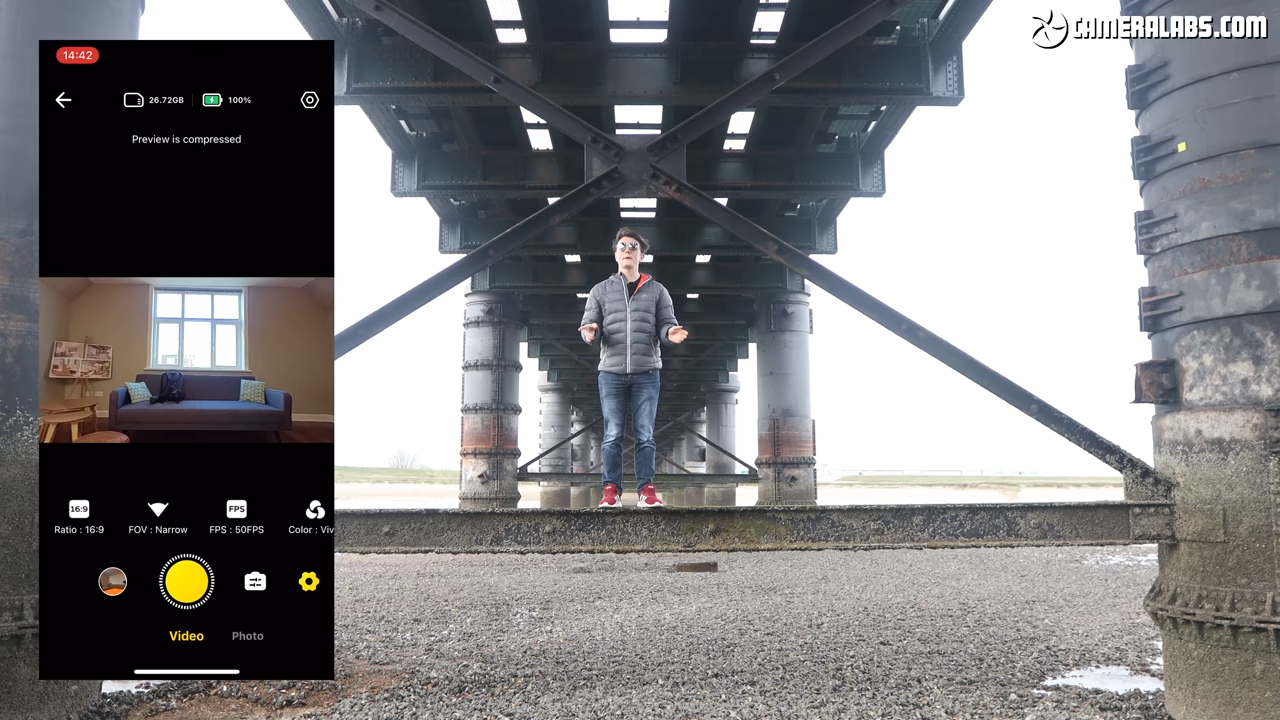 CAMERALABS.COM
14:42
26.72GB
100%
Preview is compressed
16:9
FPS
Ratio : 16:9
FOV : Narrow
FPS : 50FPS
Color : Viv
Video
Photo